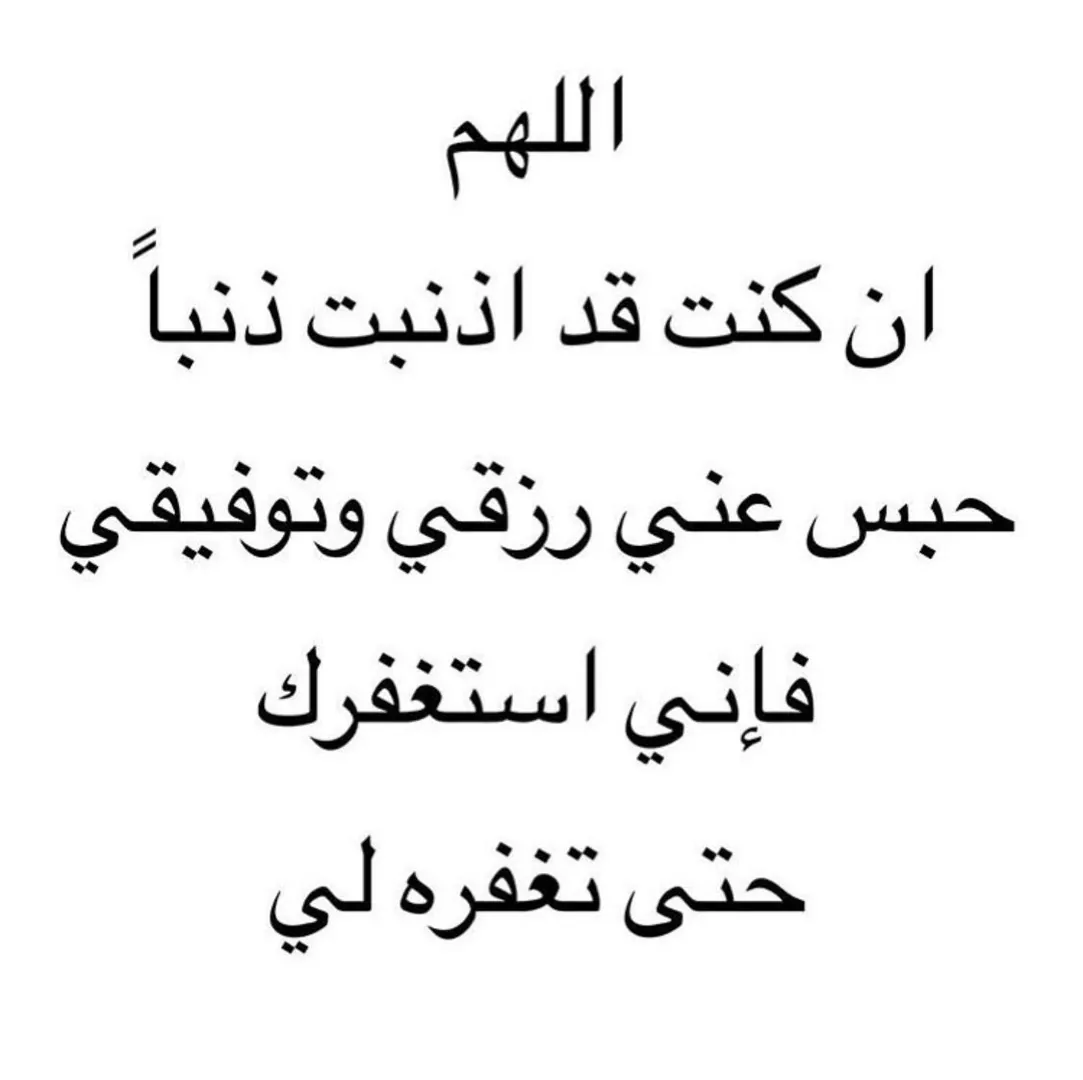 اللهم
ان كنت قد اذنبت ذنباً
حبس عني رزقي وتوفيقي
فإني استغفرك
حتى تغفره لي